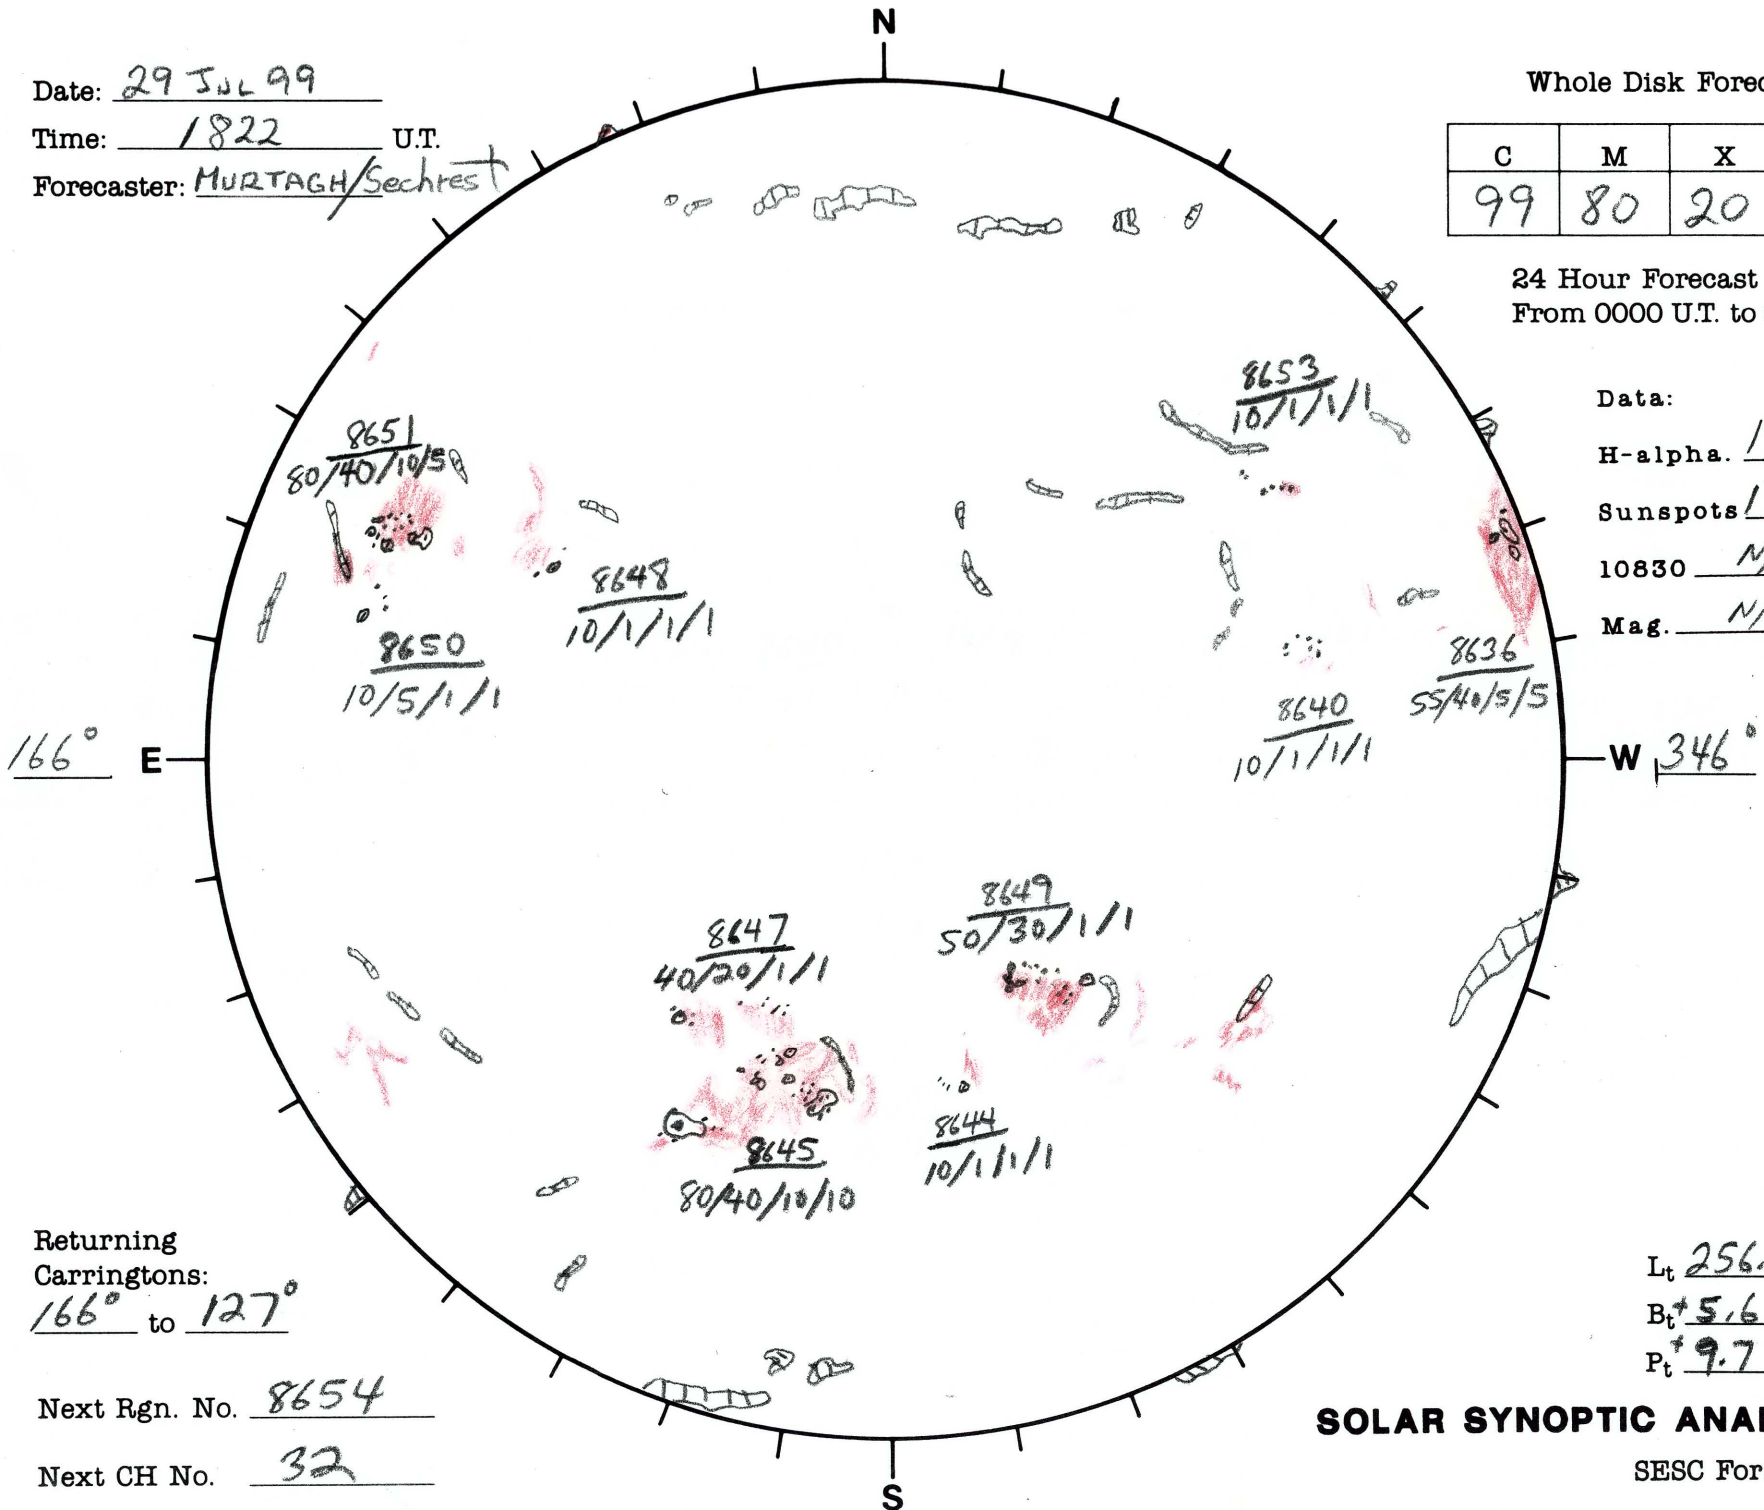 N
Date: 29 JUL 99
Time: 1822 U.T.
Forecaster: MURTAGH/Sechrest
Whole Disk Forec
C M X
99 80 20
24 Hour Forecast
From 0000 U.T. to
Data:
H-alpha.
Sunspots
10830
Mag.
8653
10/1/1/1
8651
80/40/10/5
8648
10/1/1/1
8650
10/5/1/1
8636
55/40/5/5
8640
10/1/1/1
166° E
W 346°
8649
50/30/1/1
8647
40/20/1/1
8644
10/1/1/1
8645
80/40/10/10
Returning
Carringtons:
166° to 127°
Next Rgn. No. 8654
Next CH No. 32
Lt 256.
Bt +5.6
Pt +9.7
SOLAR SYNOPTIC ANA
SESC For
S